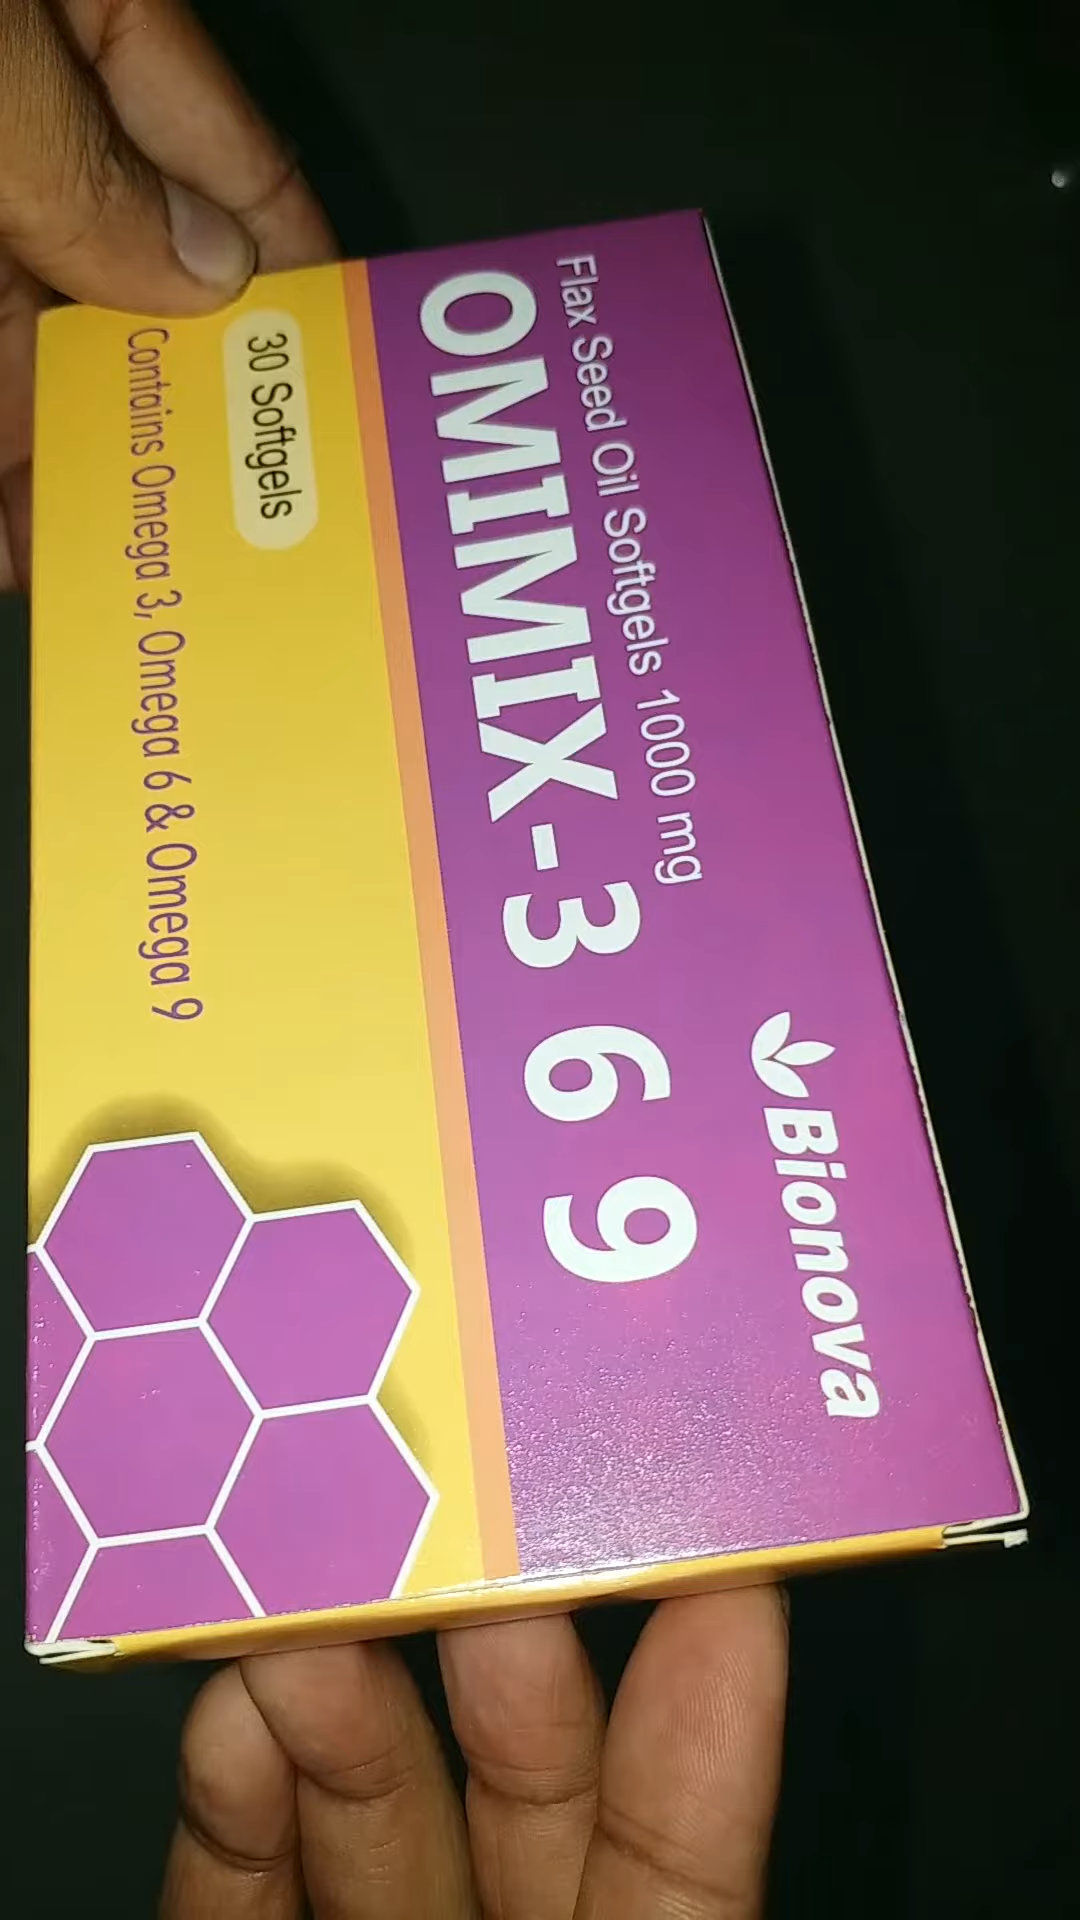 Bionova
Flax Seed Oil Softgels 1000 mg
OMIMIX-3 6 9
30 Softgels
Contains Omega 3, Omega 6 & Omega 9